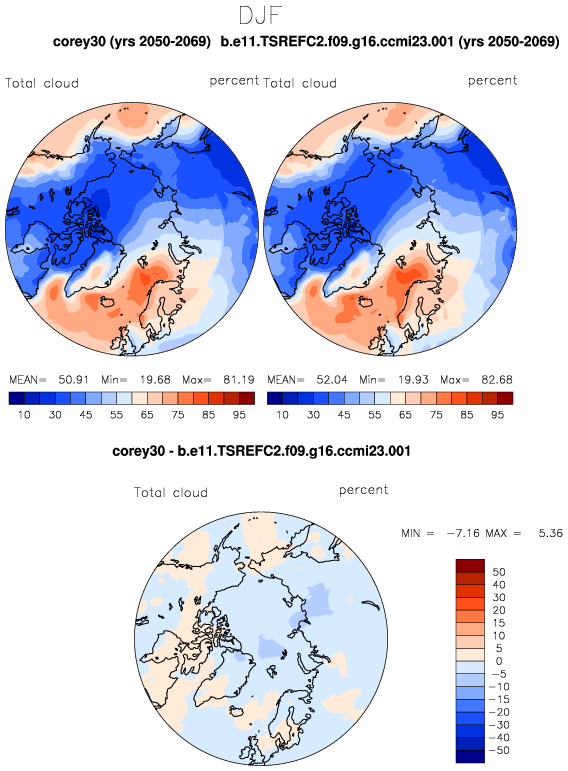 DJF
corey30 (yrs 2050-2069) b.e11.TSREFC2.f09.g16.ccmi23.001 (yrs 2050-2069)
Total cloud percent Total cloud percent
MEAN= 50.91 Min= 19.68 Max= 81.19 MEAN= 52.04 Min= 19.93 Max= 82.68
10 30 45 55 65 75 85 95 10 30 45 55 65 75 85 95
corey30 - b.e11.TSREFC2.f09.g16.ccmi23.001
Total cloud percent
MIN = -7.16 MAX = 5.36
50
40
30
20
15
10
5
0
-5
-10
-15
-20
-30
-40
-50